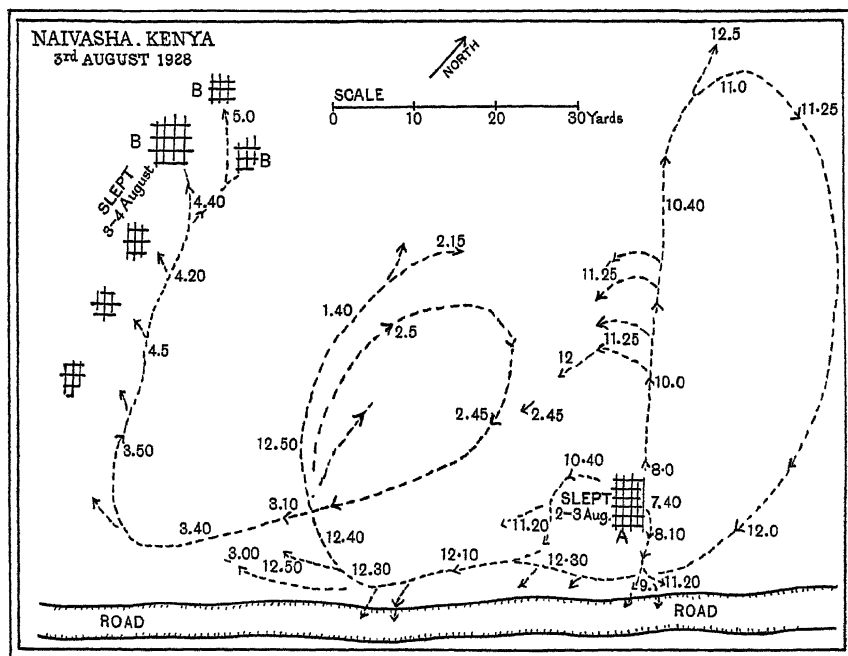 NAIVASHA. KENYA
3rd AUGUST 1928
NORTH
SCALE
0 10 20 30 Yards
12.5
11.0
11.25
B
5.0
B
B
SLEPT
3-4 August
4.40
10.40
2.15
4.20
11.25
1.40
2.5
11.25
4.5
12
10.0
2.45
2.45
3.50
12.50
10.40
8.0
SLEPT
2-3 Aug.
7.40
3.10
11.20
A
8.10
12.0
3.40
12.40
3.00
12.50
12.30
12.10
12.30
9.
11.20
ROAD
ROAD